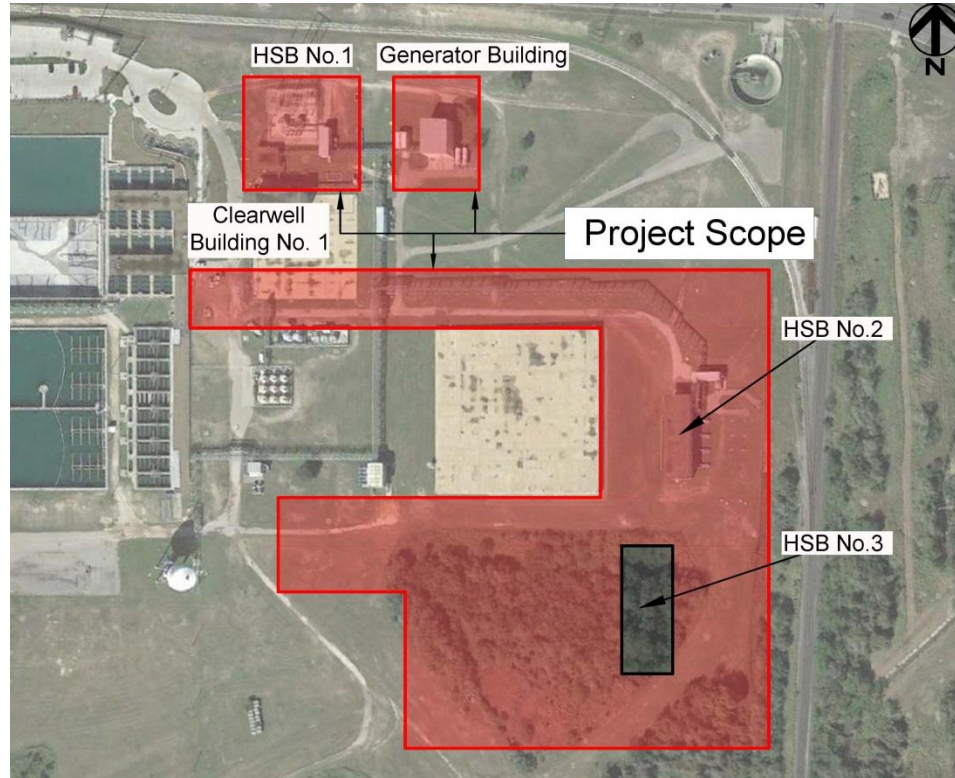 HSB No.1
Generator Building
N
Clearwell
Building No. 1
Project Scope
HSB No.2
HSB No.3